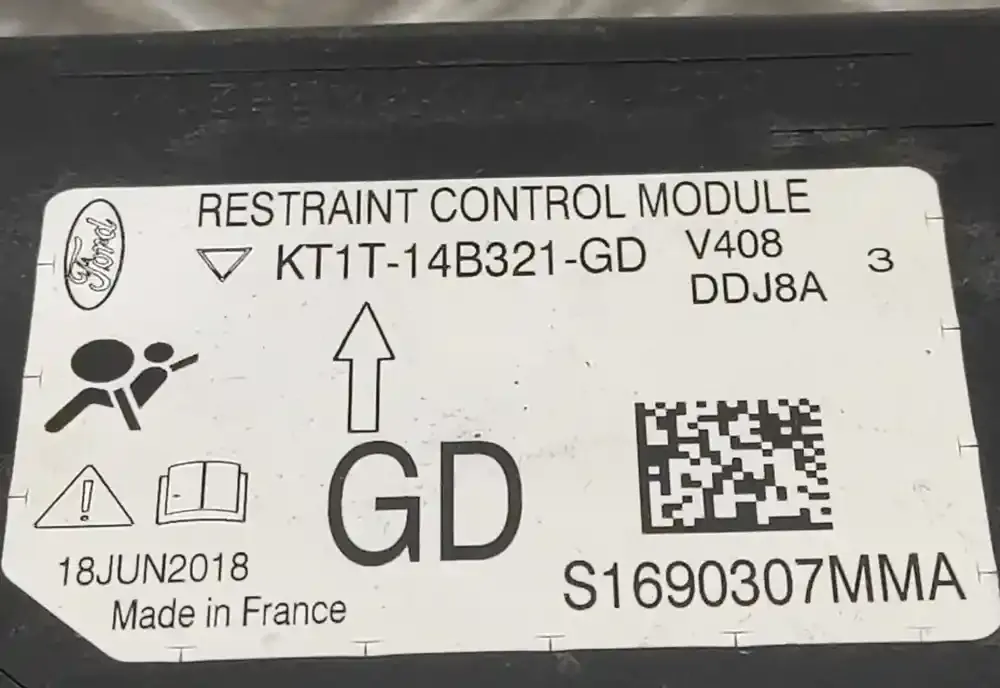 RESTRAINT CONTROL MODULE
Ford
KT1T-14B321-GD
V408
DDJ8A
3
GD
18JUN2018
Made in France
S1690307MMA